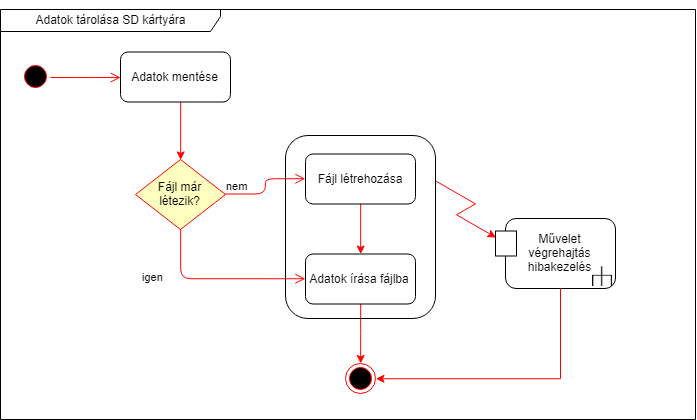 Adatok tárolása SD kártyára
Adatok mentése
Fájl már
létezik?
nem
igen
Fájl létrehozása
Adatok írása fájlba
Művelet
végrehajtás
hibakezelés